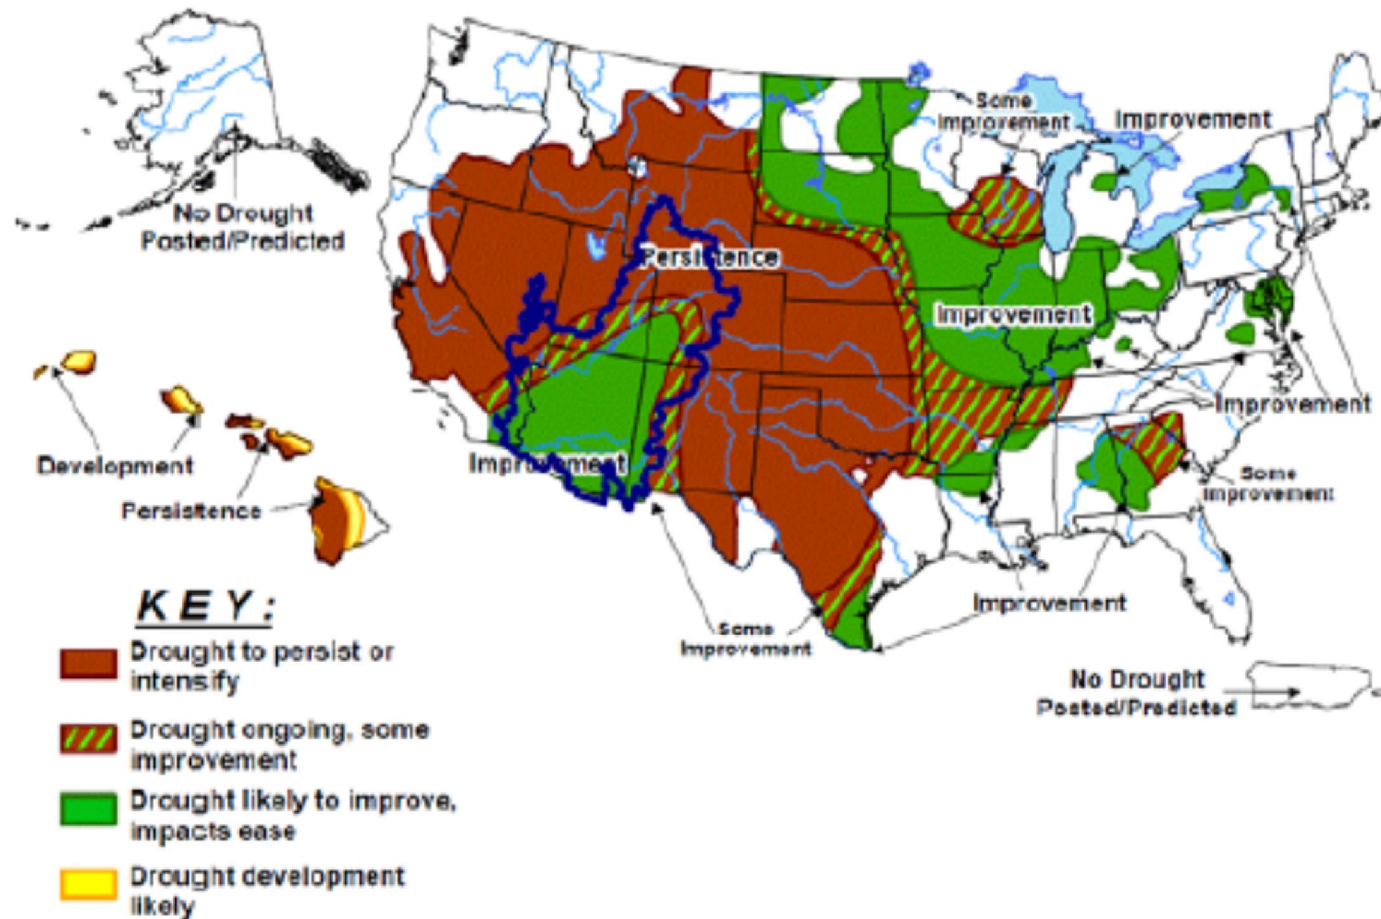 Some
Improvement
Improvement
No Drought
Posted/Predicted
Persistence
Improvement
Development
Improvement
Improvement
Some
Improvement
Persistence
Improvement
Some
Improvement
No Drought
Posted/Predicted
KEY:
Drought to persist or
intensify
Drought ongoing, some
improvement
Drought likely to improve,
impacts ease
Drought development
likely